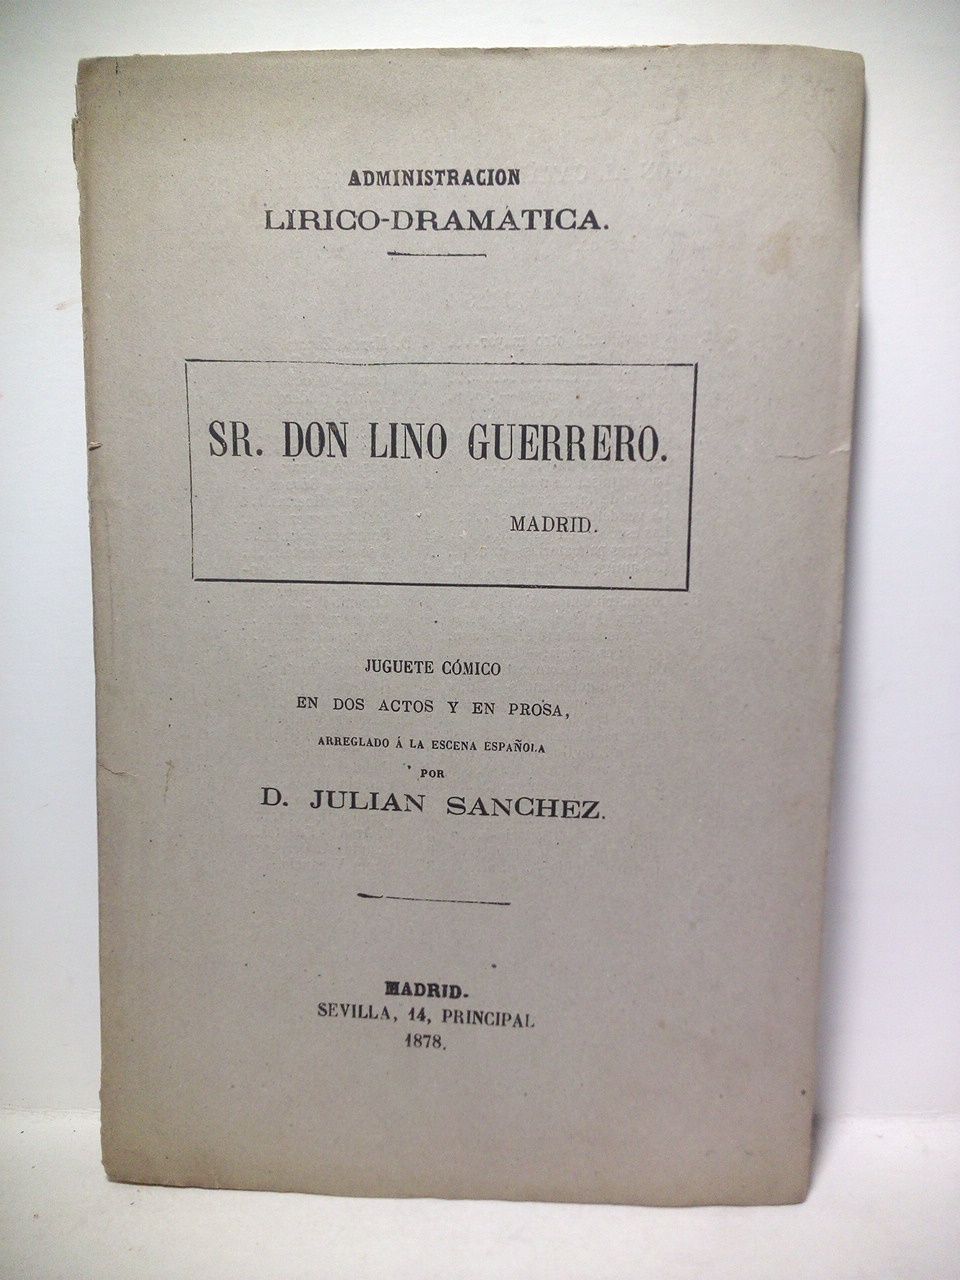 ADMINISTRACION
LIRICO-DRAMÁTICA.
SR. DON LINO GUERRERO.
MADRID.
JUGUETE CÓMICO
EN DOS ACTOS Y EN PROSA,
ARREGLADO Á LA ESCENA ESPAÑOLA
POR
D. JULIAN SANCHEZ.
MADRID.
SEVILLA, 14, PRINCIPAL
1878.